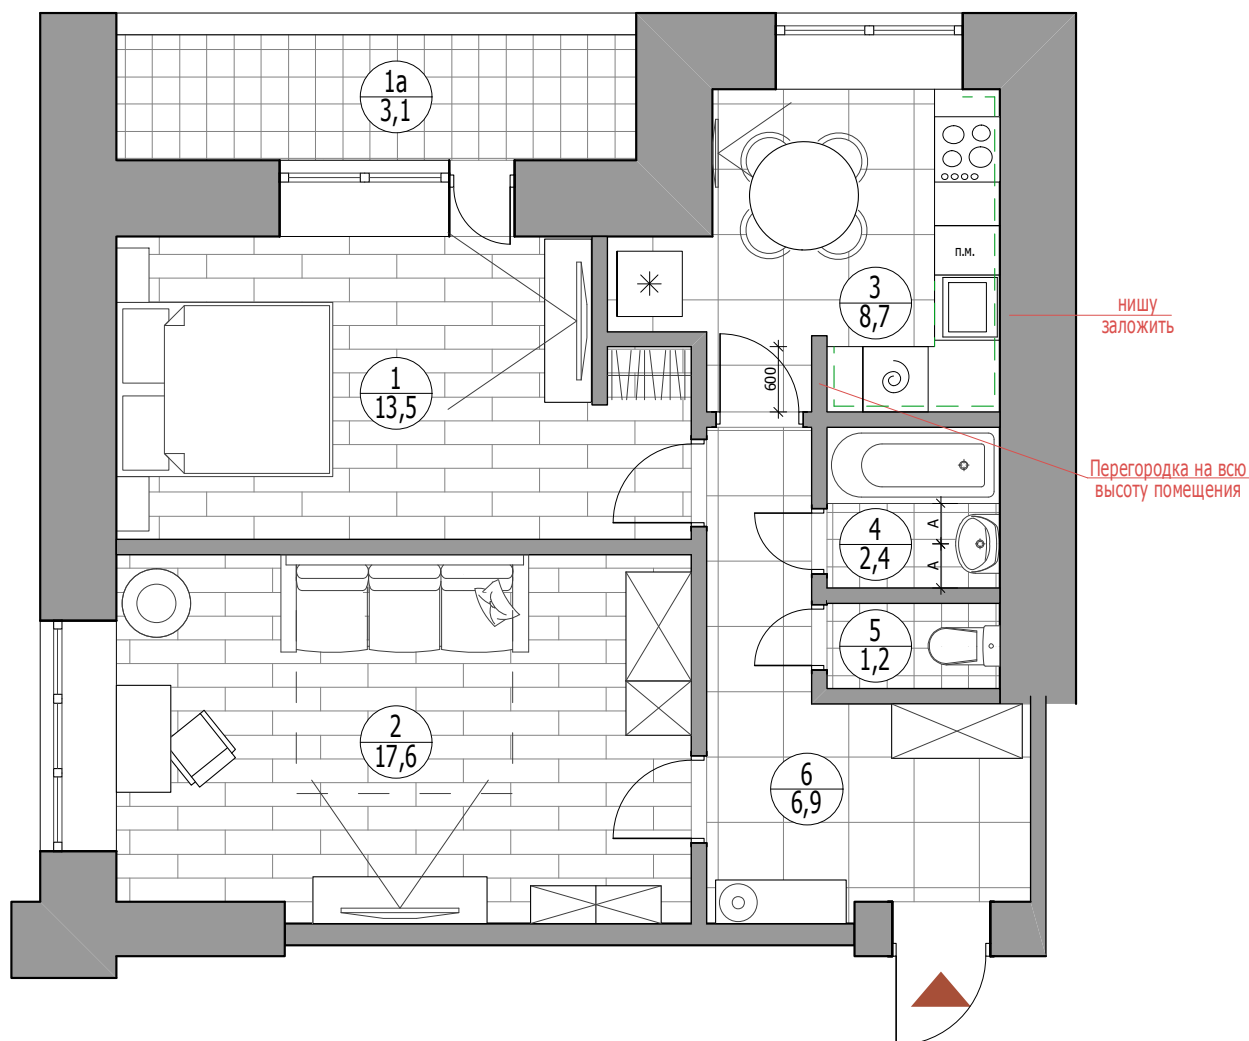 1а
3,1
3
8,7
п.м.
нишу
заложить
600
1
13,5
Перегородка на всю
высоту помещения
4
2,4
А
А
5
1,2
2
17,6
6
6,9